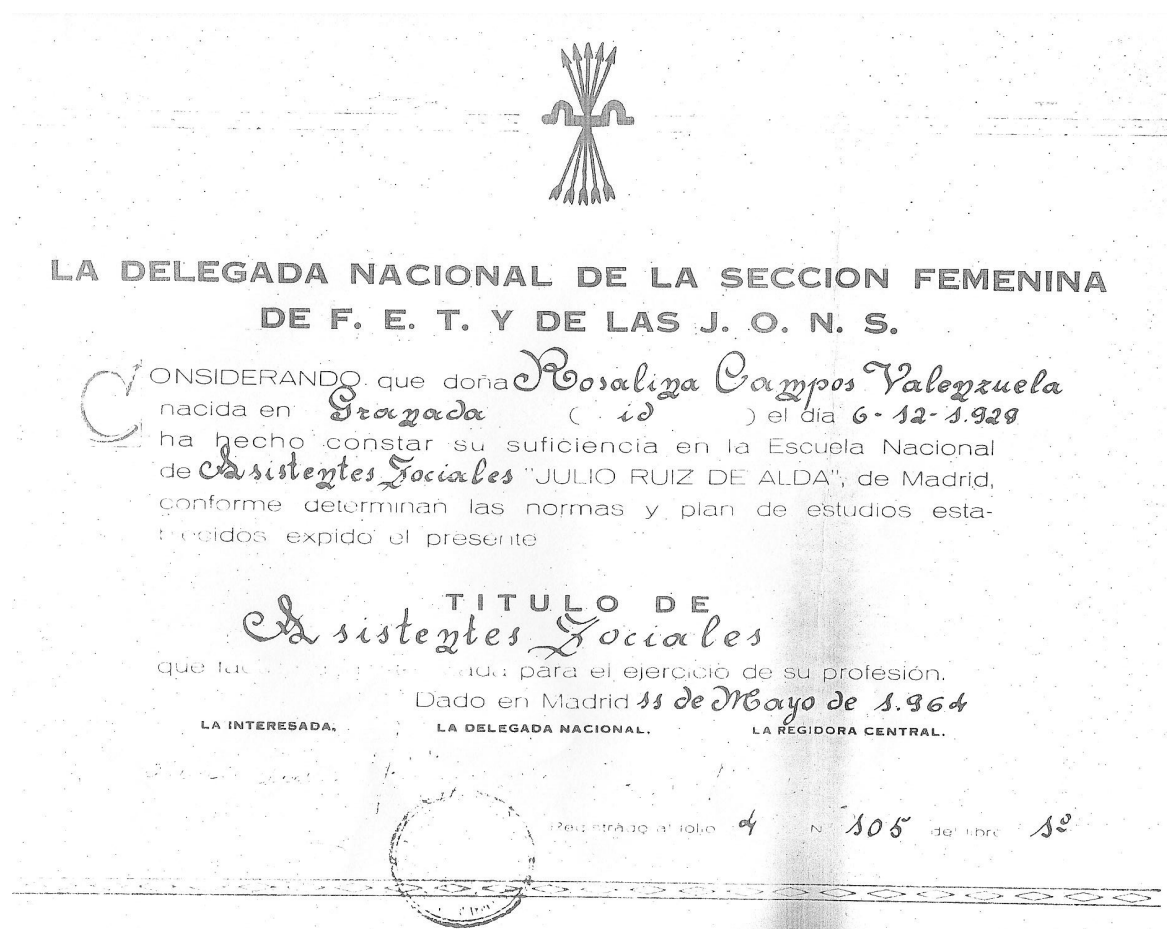 LA DELEGADA NACIONAL DE LA SECCION FEMENINA
DE F. E. T. Y DE LAS J. O. N. S.
CONSIDERANDO que doña Rosalina Campos Valenzuela
nacida en Granada ( id ) el día 6-12-1.928
ha hecho constar su suficiencia en la Escuela Nacional
de Asistentes Sociales "JULIO RUIZ DE ALDA", de Madrid,
conforme determinan las normas y plan de estudios esta-
blecidos expido el presente
TITULO DE
Asistentes Sociales
que para el ejercicio de su profesión.
Dado en Madrid 11 de Mayo de 1.964
LA INTERESADA. LA DELEGADA NACIONAL. LA REGIDORA CENTRAL.
Registrado al folio 4 N 105 del libro 1º